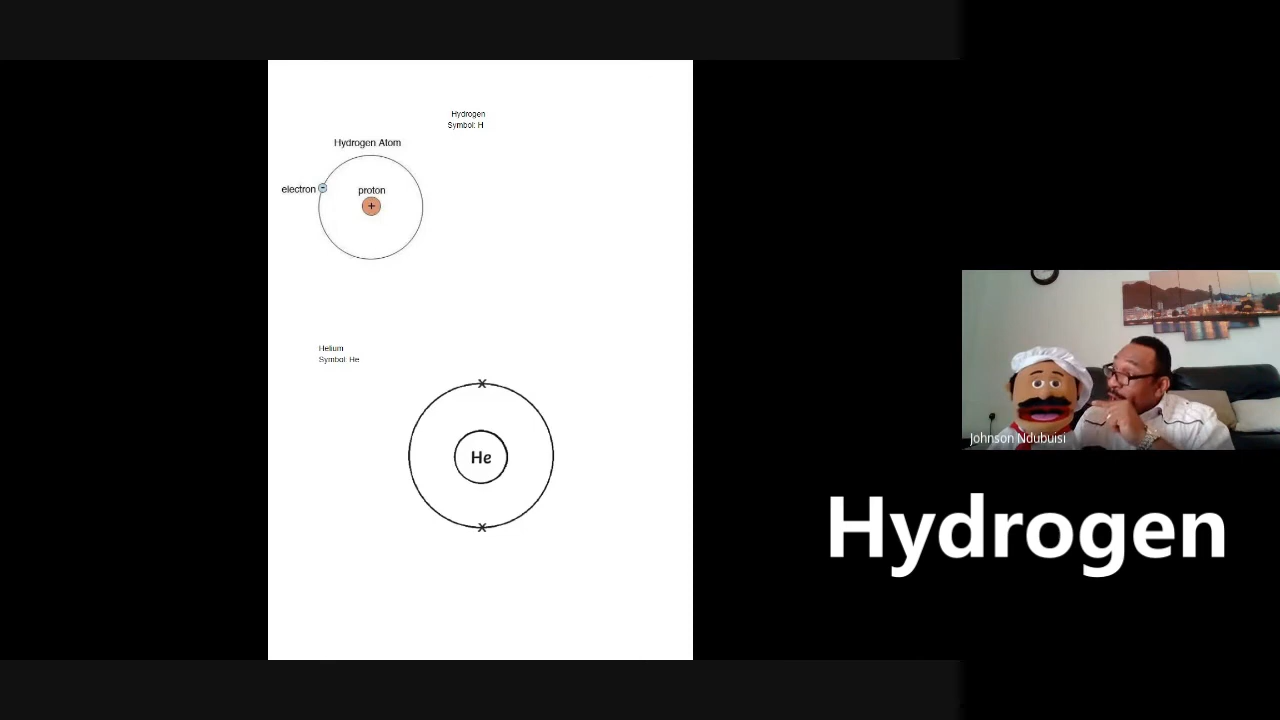 Hydrogen
Symbol: H
Hydrogen Atom
electron
-
proton
+
Helium
Symbol: He
x
He
x
Johnson Ndubuisi
Hydrogen